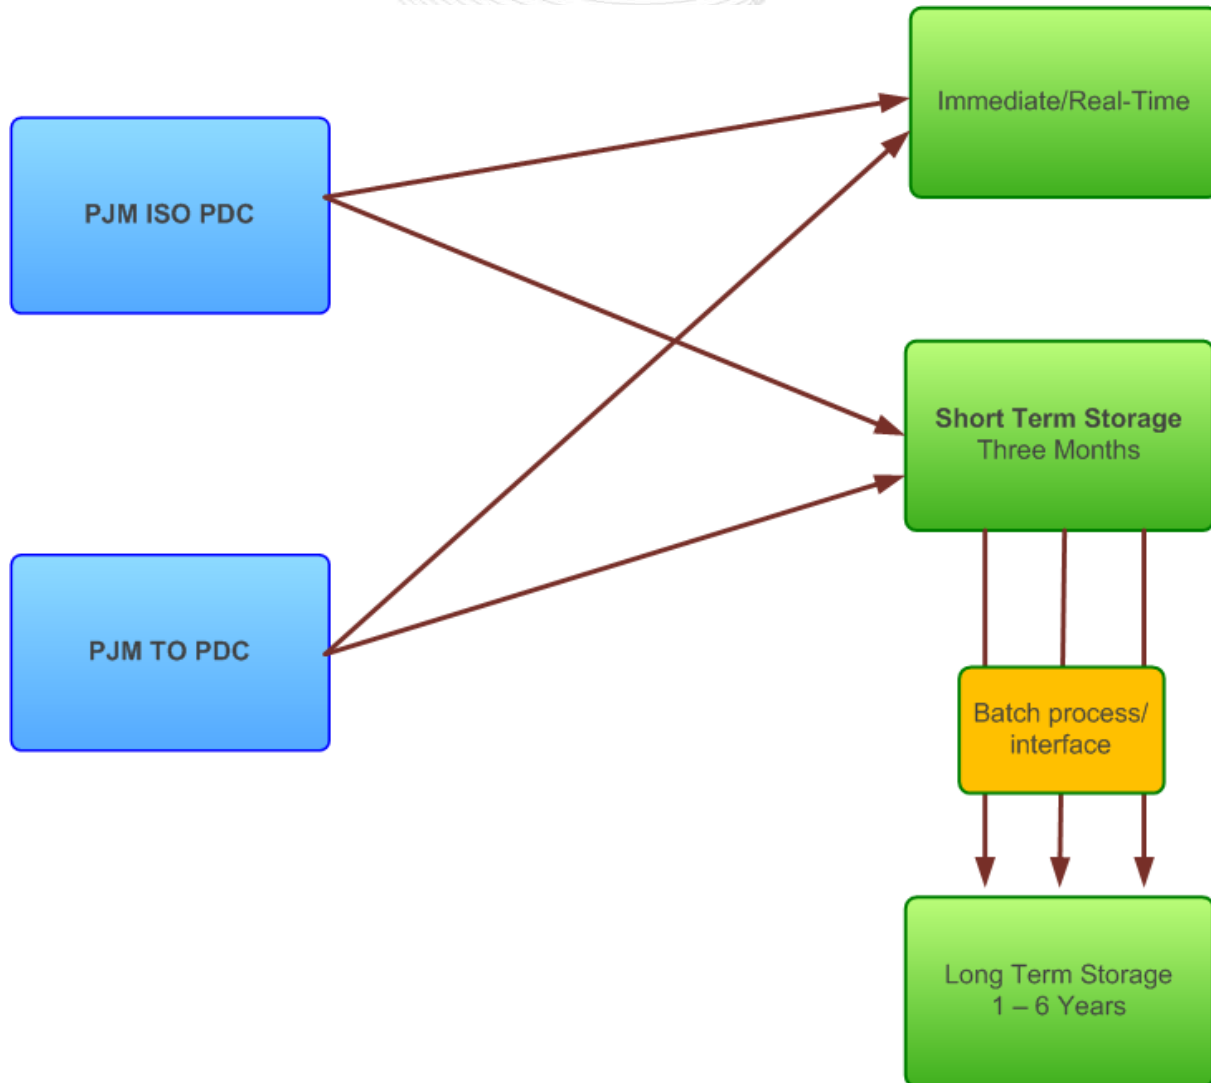 Immediate/Real-Time
PJM ISO PDC
Short Term Storage
Three Months
PJM TO PDC
Batch process/
interface
Long Term Storage
1 – 6 Years